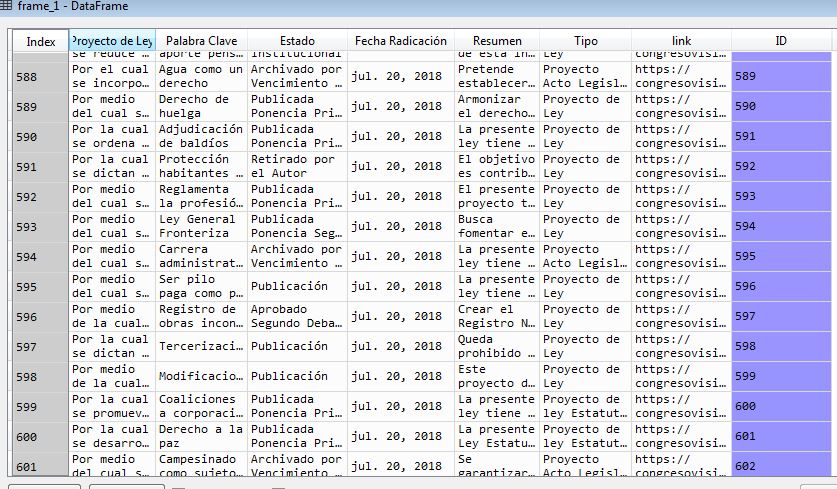 frame_1 - DataFrame
Index Proyecto de Ley Palabra Clave Estado Fecha Radicación Resumen Tipo link ID
se reduce … aporte pens… institucional de esta in… Ley congresovisi…
588 Por el cual se incorpo… Agua como un derecho Archivado por Vencimiento … jul. 20, 2018 Pretende establecer… Proyecto Acto Legisl… https:// congresovisi… 589
589 Por medio del cual s… Derecho de huelga Publicada Ponencia Pri… jul. 20, 2018 Armonizar el derecho… Proyecto de Ley https:// congresovisi… 590
590 Por la cual se ordena … Adjudicación de baldíos Publicada Ponencia Pri… jul. 20, 2018 La presente ley tiene … Proyecto de Ley https:// congresovisi… 591
591 Por la cual se dictan … Protección habitantes … Retirado por el Autor jul. 20, 2018 El objetivo es contrib… Proyecto de Ley https:// congresovisi… 592
592 Por medio del cual s… Reglamenta la profesió… Publicada Ponencia Pri… jul. 20, 2018 El presente proyecto t… Proyecto de Ley https:// congresovisi… 593
593 Por medio del cual s… Ley General Fronteriza Publicada Ponencia Seg… jul. 20, 2018 Busca fomentar e… Proyecto de Ley https:// congresovisi… 594
594 Por medio del cual s… Carrera administrat… Archivado por Vencimiento … jul. 20, 2018 La presente ley tiene … Proyecto Acto Legisl… https:// congresovisi… 595
595 Por medio del cual s… Ser pilo paga como p… Publicación jul. 20, 2018 La presente ley tiene … Proyecto de Ley https:// congresovisi… 596
596 Por medio de la cual… Registro de obras incon… Aprobado Segundo Deba… jul. 20, 2018 Crear el Registro N… Proyecto de Ley https:// congresovisi… 597
597 Por la cual se dictan … Tercerizaci… Publicación jul. 20, 2018 Queda prohibido … Proyecto de Ley https:// congresovisi… 598
598 Por medio de la cual… Modificacio… Publicación jul. 20, 2018 Este proyecto d… Proyecto de Ley https:// congresovisi… 599
599 Por la cual se promuev… Coaliciones a corporaci… Publicada Ponencia Pri… jul. 20, 2018 La presente ley tiene … Proyecto de ley Estatut… https:// congresovisi… 600
600 Por la cual se desarro… Derecho a la paz Publicada Ponencia Pri… jul. 20, 2018 La presente Ley Estatu… Proyecto de ley Estatut… https:// congresovisi… 601
601 Por medio del cual s… Campesinado como sujeto… Archivado por Vencimiento … jul. 20, 2018 Se garantizar… Proyecto Acto Legisl… https:// congresovisi… 602